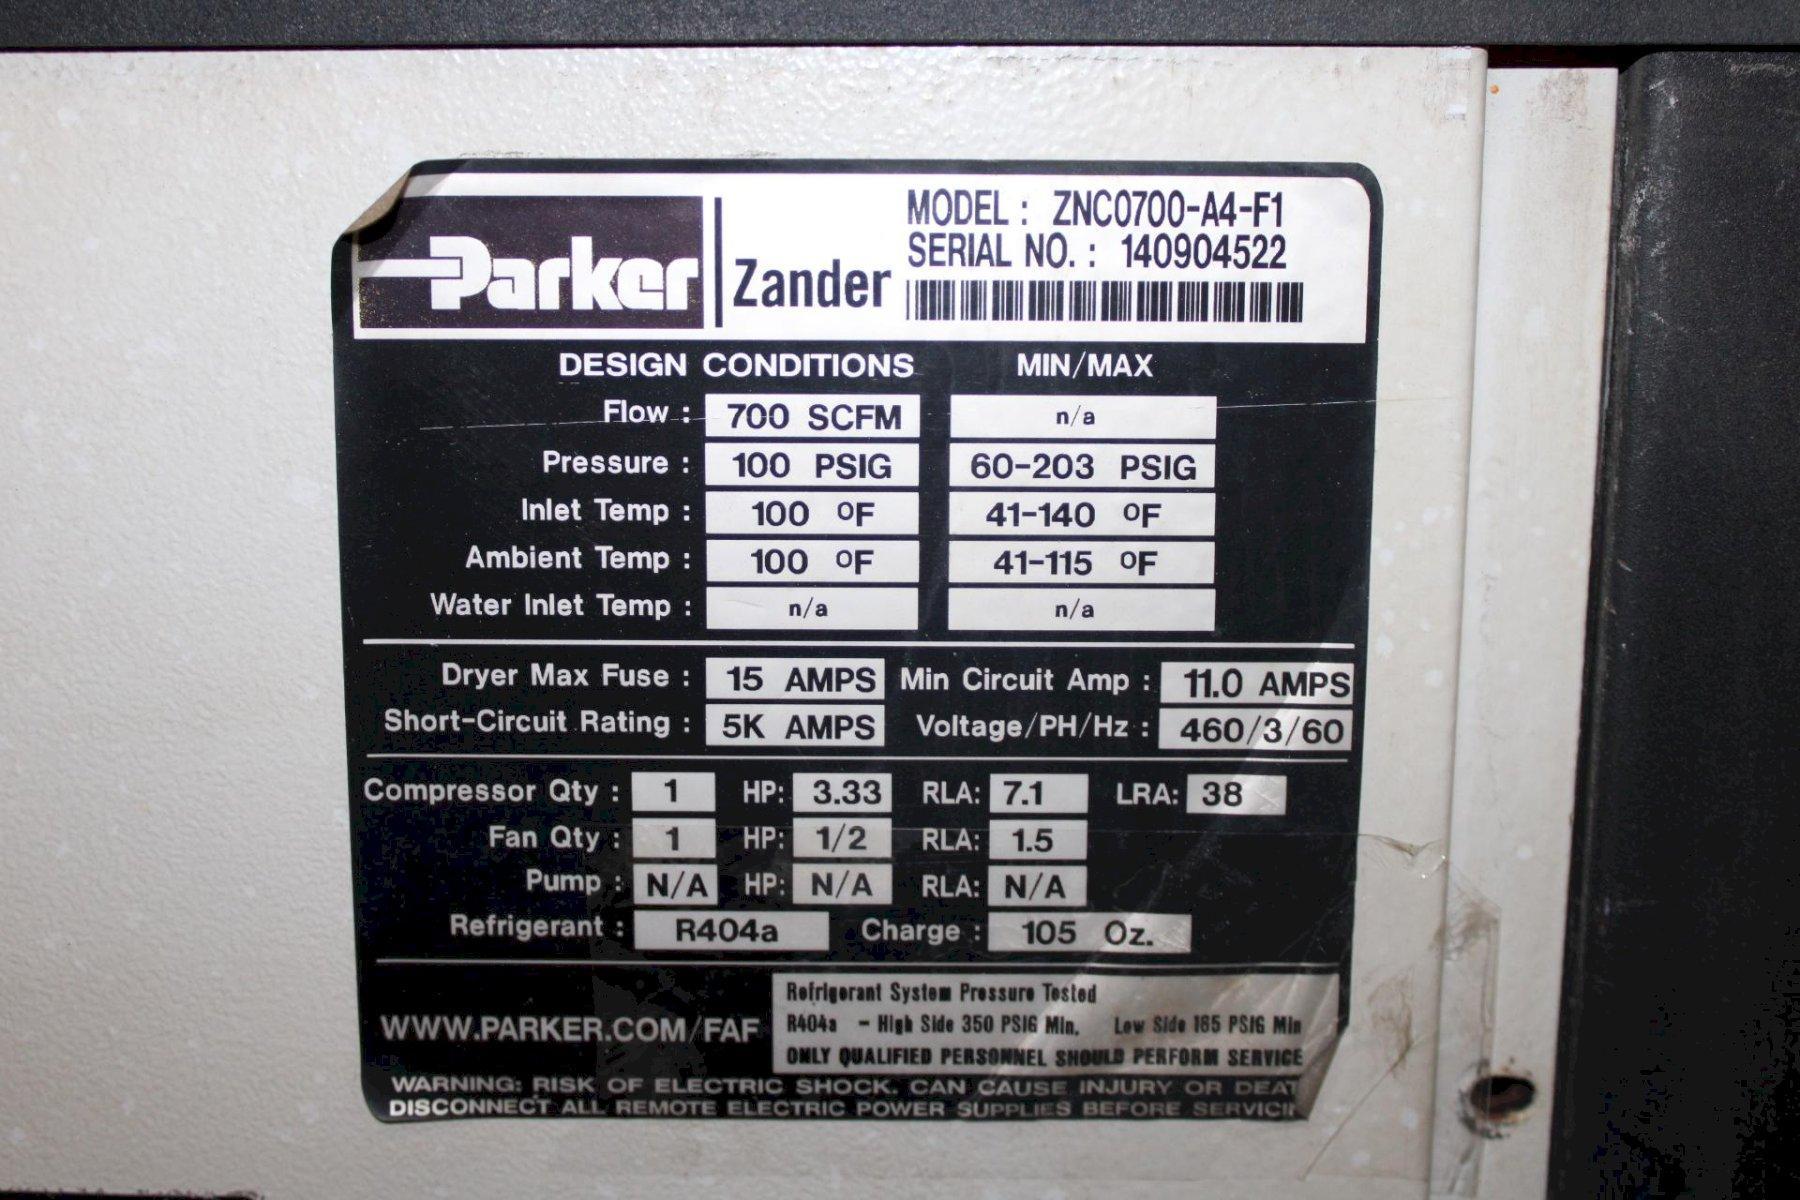 Parker
Zander
MODEL : ZNC0700-A4-F1
SERIAL NO. : 140904522
DESIGN CONDITIONS MIN/MAX
Flow : 700 SCFM n/a
Pressure : 100 PSIG 60-203 PSIG
Inlet Temp : 100 ºF 41-140 ºF
Ambient Temp : 100 ºF 41-115 ºF
Water Inlet Temp : n/a n/a
Dryer Max Fuse : 15 AMPS Min Circuit Amp : 11.0 AMPS
Short-Circuit Rating : 5K AMPS Voltage/PH/Hz : 460/3/60
Compressor Qty : 1 HP: 3.33 RLA: 7.1 LRA: 38
Fan Qty : 1 HP: 1/2 RLA: 1.5
Pump : N/A HP: N/A RLA: N/A
Refrigerant : R404a Charge : 105 Oz.
WWW.PARKER.COM/FAF
Refrigerant System Pressure Tested
R404a - High Side 350 PSIG Min. Low Side 185 PSIG Min
ONLY QUALIFIED PERSONNEL SHOULD PERFORM SERVICE
WARNING: RISK OF ELECTRIC SHOCK. CAN CAUSE INJURY OR DEAT
DISCONNECT ALL REMOTE ELECTRIC POWER SUPPLIES BEFORE SERVICI